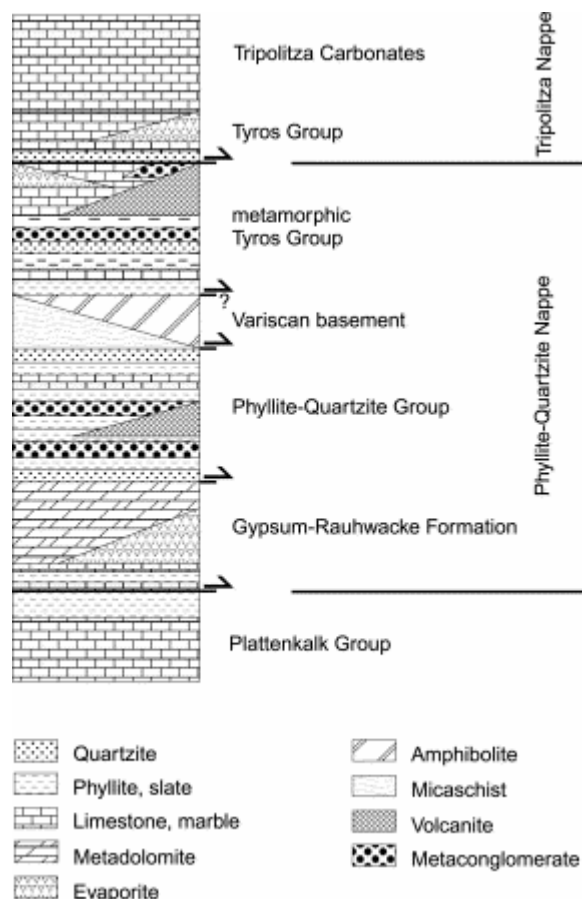 Tripolitza Carbonates
Tyros Group
Tripolitza Nappe
metamorphic
Tyros Group
?
Variscan basement
Phyllite-Quartzite Group
Gypsum-Rauhwacke Formation
Phyllite-Quartzite Nappe
Plattenkalk Group
Quartzite
Phyllite, slate
Limestone, marble
Metadolomite
Evaporite
Amphibolite
Micaschist
Volcanite
Metaconglomerate